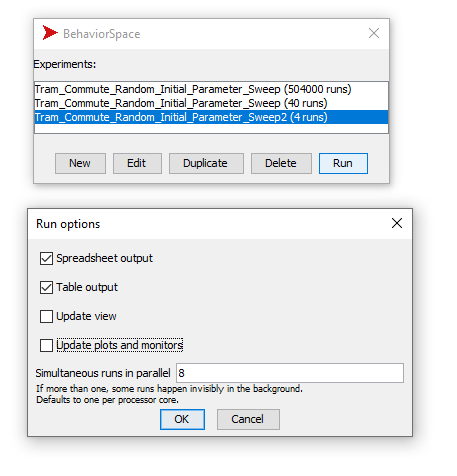 BehaviorSpace
Experiments:
Tram_Commute_Random_Initial_Parameter_Sweep (504000 runs)
Tram_Commute_Random_Initial_Parameter_Sweep (40 runs)
Tram_Commute_Random_Initial_Parameter_Sweep2 (4 runs)
New Edit Duplicate Delete Run
Run options
Spreadsheet output
Table output
Update view
Update plots and monitors
Simultaneous runs in parallel 8
If more than one, some runs happen invisibly in the background.
Defaults to one per processor core.
OK Cancel